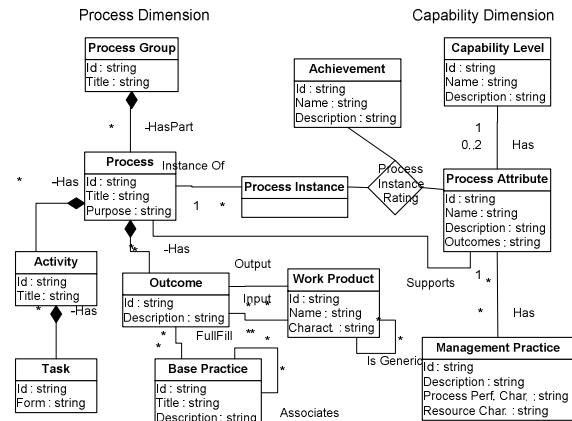 Process Dimension
Capability Dimension
Process Group
Id : string
Title : string
Achievement
Id : string
Name : string
Description : string
Capability Level
Id : string
Name : string
Description : string
*
-HasPart
1
0..2
Has
Process
Id : string
Title : string
Purpose : string
Instance Of
1
*
Process Instance
Process
Instance
Rating
Process Attribute
Id : string
Name : string
Description : string
Outcomes : string
*
-Has
**
-Has
Supports
1
*
*
Has
Activity
Id : string
Title : string
*
-Has
Outcome
Id : string
Description : string
Output
Input
*
*
**
Work Product
Id : string
Name : string
Charact. : string
*
*
Is Generic
*
*
FullFill
*
*
Task
Id : string
Form : string
Base Practice
Id : string
Title : string
Description : string
Associates
Management Practice
Id : string
Description : string
Process Perf. Char. : string
Resource Char. : string